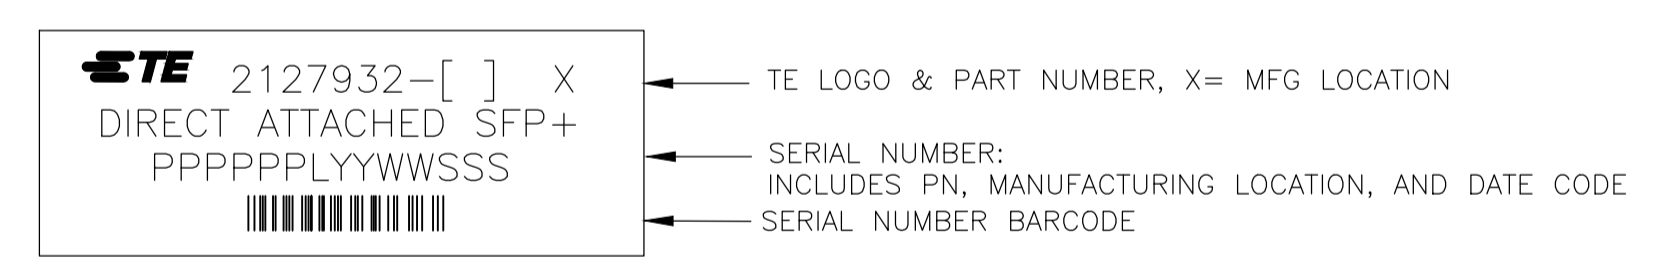 TE 2127932-[ ] X
DIRECT ATTACHED SFP+
PPPPPPLYYWWSSS
TE LOGO & PART NUMBER, X= MFG LOCATION
SERIAL NUMBER:
INCLUDES PN, MANUFACTURING LOCATION, AND DATE CODE
SERIAL NUMBER BARCODE